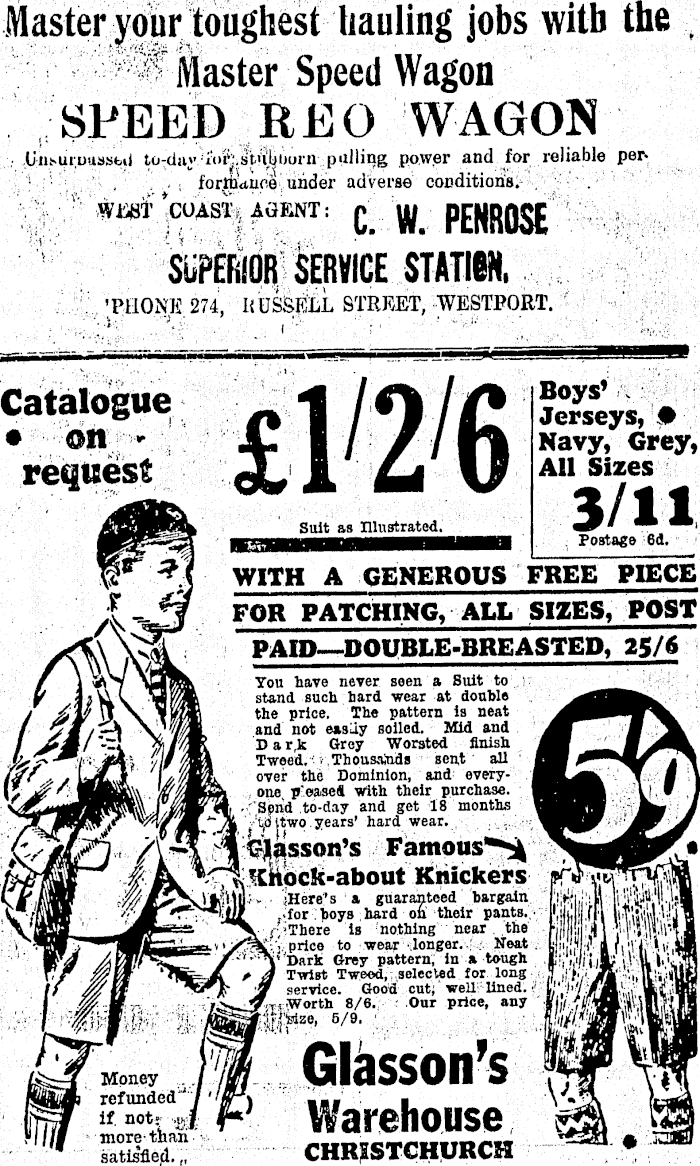 Master your toughest hauling jobs with the
Master Speed Wagon
SPEED REO WAGON
Unsurpassed to-day for stubborn pulling power and for reliable per-
formance under adverse conditions.
WEST COAST AGENT: C. W. PENROSE
SUPERIOR SERVICE STATION,
'PHONE 274, RUSSELL STREET, WESTPORT.
Catalogue
on
request
£1/2/6
Suit as Illustrated.
Boys'
Jerseys,
Navy, Grey,
All Sizes
3/11
Postage 6d.
WITH A GENEROUS FREE PIECE
FOR PATCHING, ALL SIZES, POST
PAID—DOUBLE-BREASTED, 25/6
You have never seen a Suit to
stand such hard wear at double
the price. The pattern is neat
and not easily soiled. Mid and
Dark Grey Worsted finish
Tweed. Thousands sent all
over the Dominion, and every-
one pleased with their purchase.
Send to-day and get 18 months
to two years' hard wear.
5/9
Glasson's Famous
Knock-about Knickers
Here's a guaranteed bargain
for boys hard on their pants.
There is nothing near the
price to wear longer. Neat
Dark Grey pattern, in a tough
Twist Tweed, selected for long
service. Good cut, well lined.
Worth 8/6. Our price, any
size, 5/9.
Money
refunded
if not
more than
satisfied.
Glasson's
Warehouse
CHRISTCHURCH